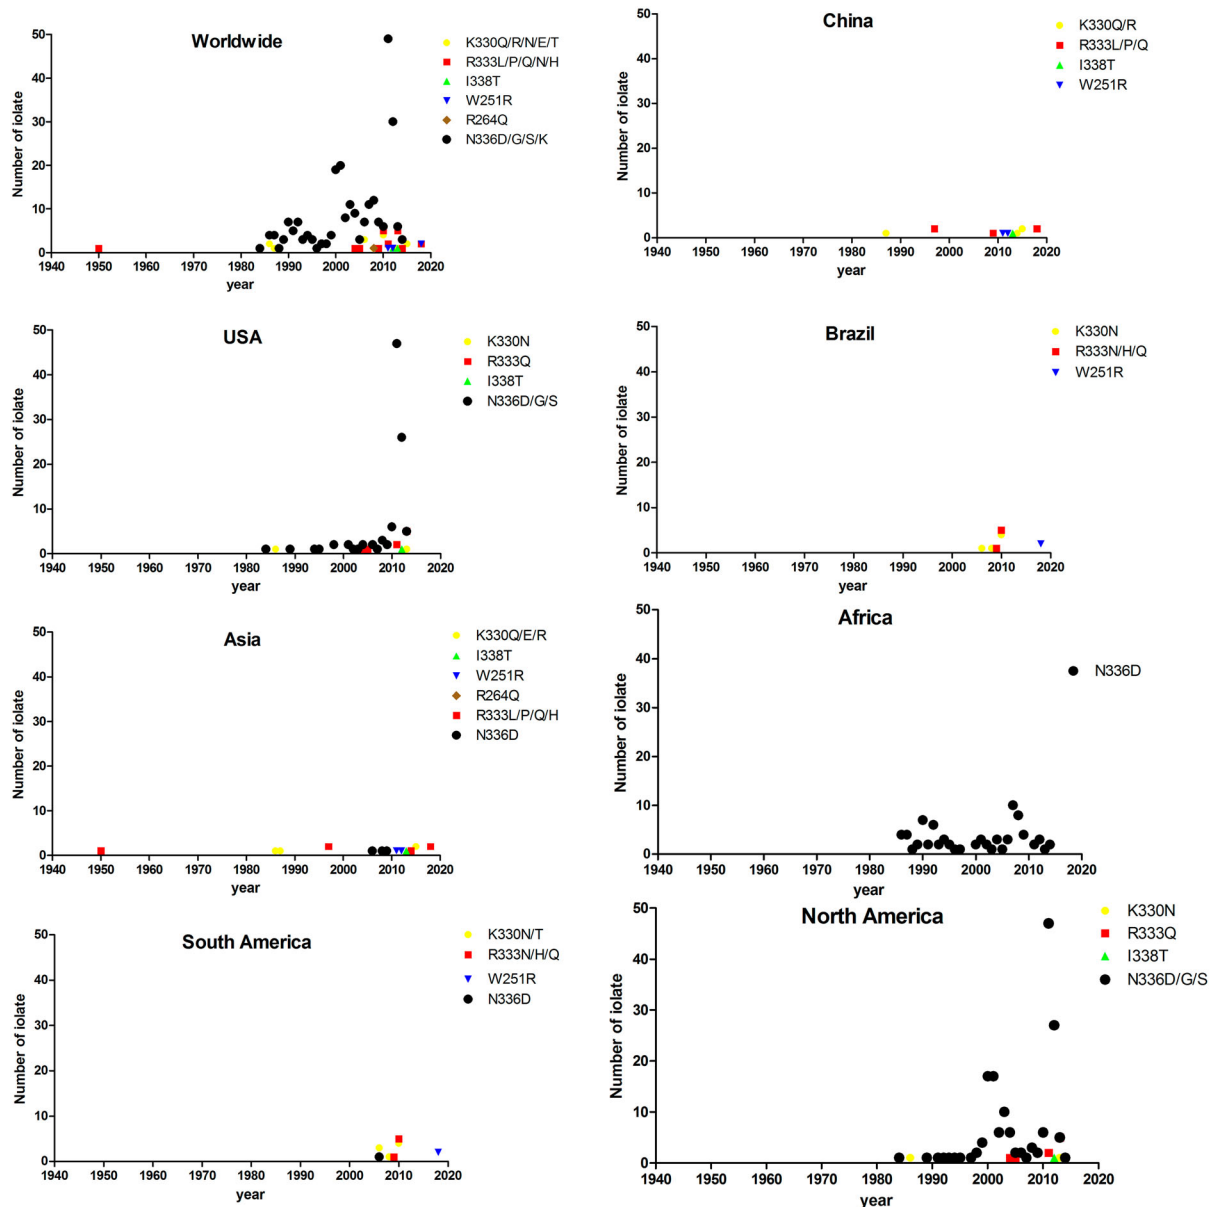 Worldwide
Number of iolate
50
40
30
20
10
0
1940 1950 1960 1970 1980 1990 2000 2010 2020
year
K330Q/R/N/E/T
R333L/P/Q/N/H
I338T
W251R
R264Q
N336D/G/S/K
China
Number of iolate
50
40
30
20
10
0
1940 1950 1960 1970 1980 1990 2000 2010 2020
year
K330Q/R
R333L/P/Q
I338T
W251R
USA
Number of iolate
50
40
30
20
10
0
1940 1950 1960 1970 1980 1990 2000 2010 2020
year
K330N
R333Q
I338T
N336D/G/S
Brazil
Number of iolate
50
40
30
20
10
0
1940 1950 1960 1970 1980 1990 2000 2010 2020
year
K330N
R333N/H/Q
W251R
Asia
Number of iolate
50
40
30
20
10
0
1940 1950 1960 1970 1980 1990 2000 2010 2020
year
K330Q/E/R
I338T
W251R
R264Q
R333L/P/Q/H
N336D
Africa
Number of iolate
50
40
30
20
10
0
1940 1950 1960 1970 1980 1990 2000 2010 2020
year
N336D
South America
Number of iolate
50
40
30
20
10
0
1940 1950 1960 1970 1980 1990 2000 2010 2020
year
K330N/T
R333N/H/Q
W251R
N336D
North America
Number of iolate
50
40
30
20
10
0
1940 1950 1960 1970 1980 1990 2000 2010 2020
year
K330N
R333Q
I338T
N336D/G/S